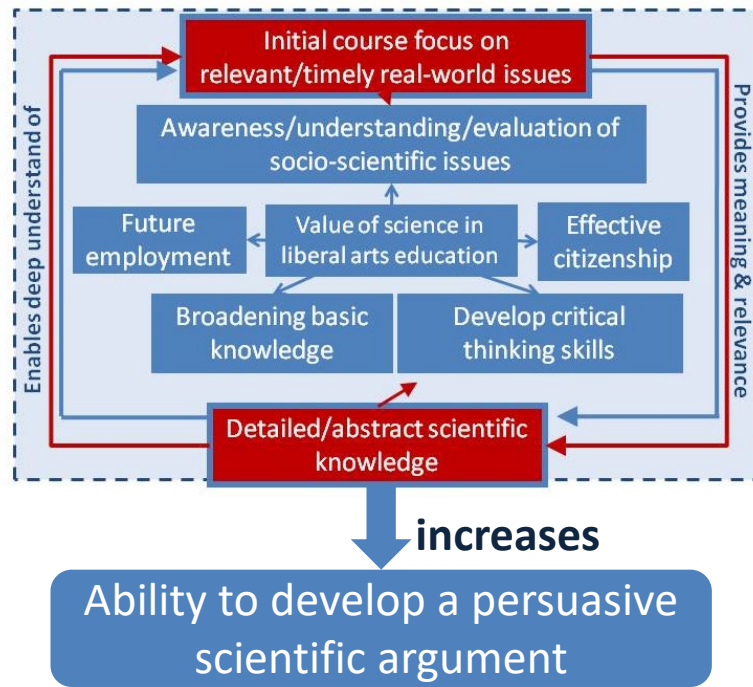 Initial course focus on
relevant/timely real-world issues
Awareness/understanding/evaluation of
socio-scientific issues
Enables deep understand of
Provides meaning & relevance
Future
employment
Value of science in
liberal arts education
Effective
citizenship
Broadening basic
knowledge
Develop critical
thinking skills
Detailed/abstract scientific
knowledge
increases
Ability to develop a persuasive
scientific argument